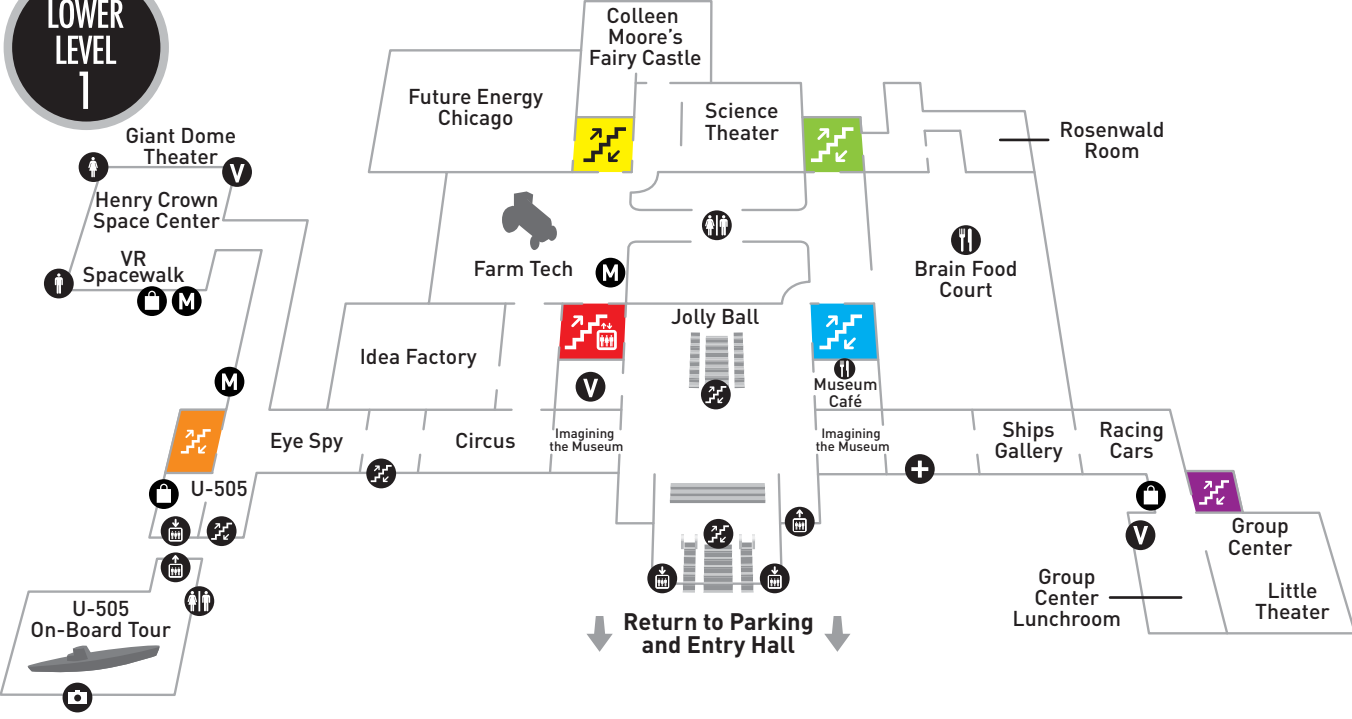 LOWER
LEVEL
1
Colleen
Moore's
Fairy Castle
Future Energy
Chicago
Science
Theater
Rosenwald
Room
Giant Dome
Theater
V
Henry Crown
Space Center
VR
Spacewalk
M
Farm Tech
M
Brain Food
Court
Jolly Ball
Idea Factory
V
Museum
Café
M
Eye Spy
Circus
Imagining
the Museum
Imagining
the Museum
Ships
Gallery
Racing
Cars
U-505
V
Group
Center
Group
Center
Lunchroom
Little
Theater
U-505
On-Board Tour
Return to Parking
and Entry Hall